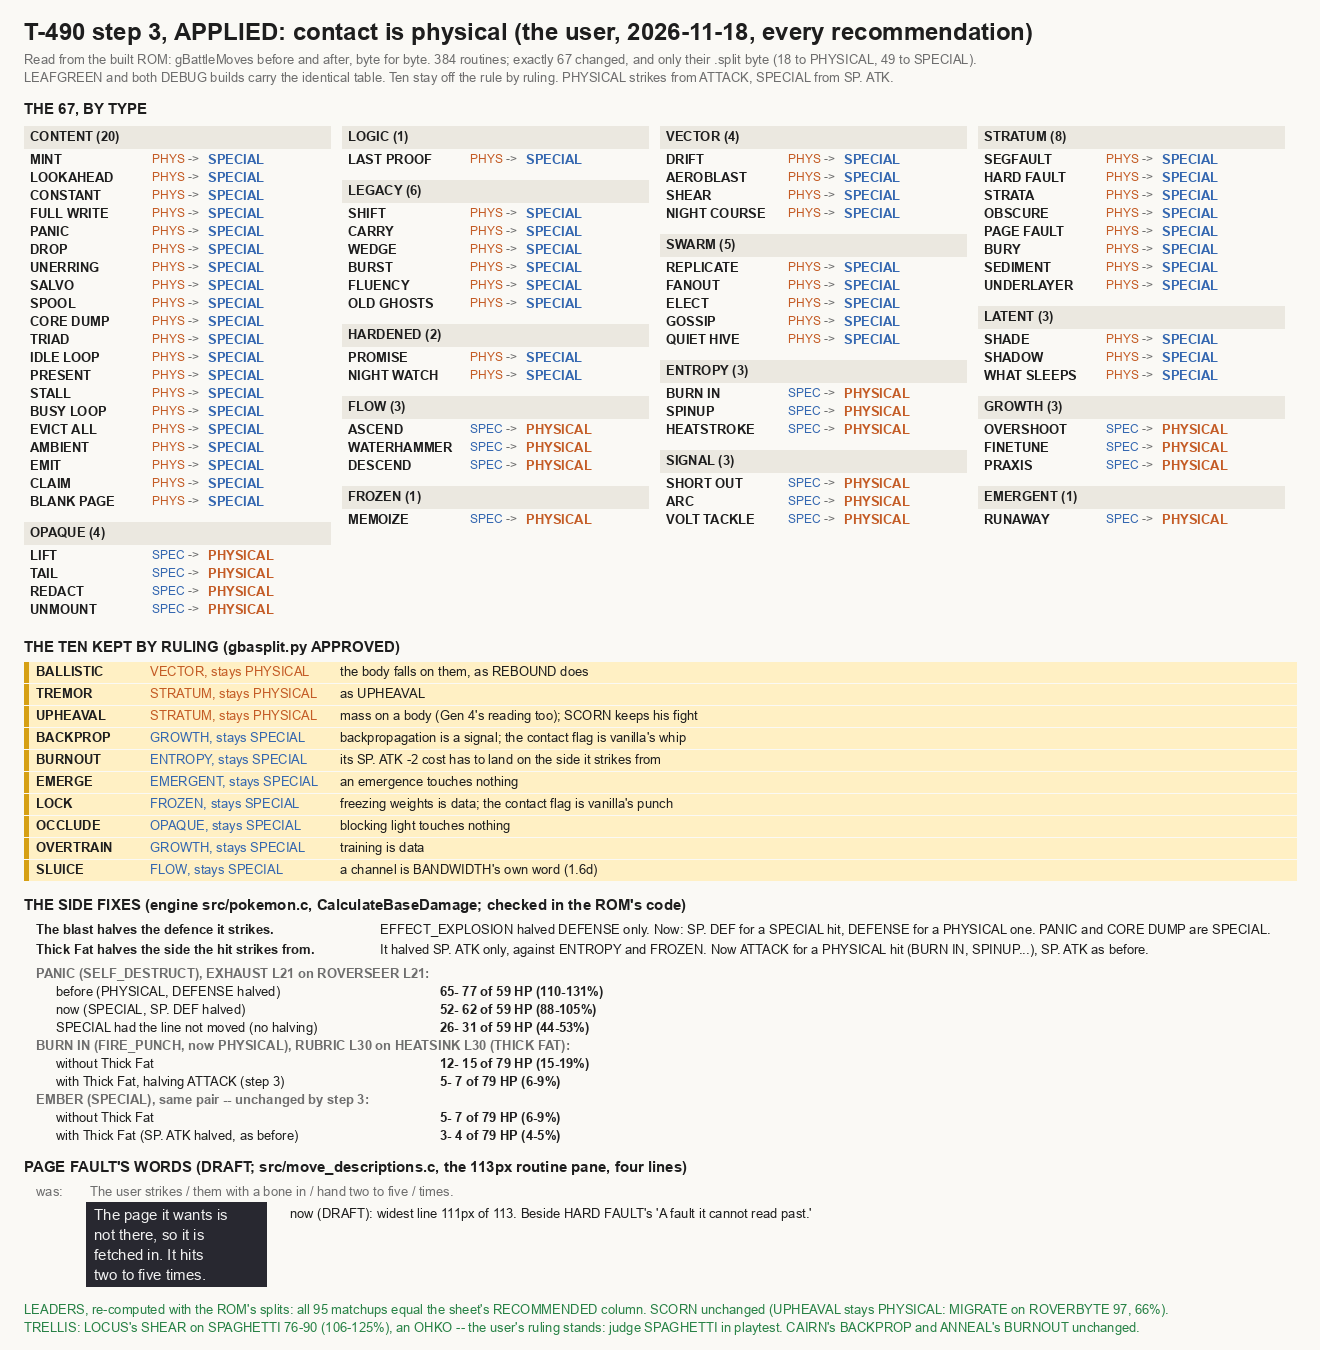 T-490 step 3, APPLIED: contact is physical (the user, 2026-11-18, every recommendation)
Read from the built ROM: gBattleMoves before and after, byte for byte. 384 routines; exactly 67 changed, and only their .split byte (18 to PHYSICAL, 49 to SPECIAL).
LEAFGREEN and both DEBUG builds carry the identical table. Ten stay off the rule by ruling. PHYSICAL strikes from ATTACK, SPECIAL from SP. ATK.
THE 67, BY TYPE
CONTENT (20)
MINT PHYS -> SPECIAL
LOOKAHEAD PHYS -> SPECIAL
CONSTANT PHYS -> SPECIAL
FULL WRITE PHYS -> SPECIAL
PANIC PHYS -> SPECIAL
DROP PHYS -> SPECIAL
UNERRING PHYS -> SPECIAL
SALVO PHYS -> SPECIAL
SPOOL PHYS -> SPECIAL
CORE DUMP PHYS -> SPECIAL
TRIAD PHYS -> SPECIAL
IDLE LOOP PHYS -> SPECIAL
PRESENT PHYS -> SPECIAL
STALL PHYS -> SPECIAL
BUSY LOOP PHYS -> SPECIAL
EVICT ALL PHYS -> SPECIAL
AMBIENT PHYS -> SPECIAL
EMIT PHYS -> SPECIAL
CLAIM PHYS -> SPECIAL
BLANK PAGE PHYS -> SPECIAL
OPAQUE (4)
LIFT SPEC -> PHYSICAL
TAIL SPEC -> PHYSICAL
REDACT SPEC -> PHYSICAL
UNMOUNT SPEC -> PHYSICAL
LOGIC (1)
LAST PROOF PHYS -> SPECIAL
LEGACY (6)
SHIFT PHYS -> SPECIAL
CARRY PHYS -> SPECIAL
WEDGE PHYS -> SPECIAL
BURST PHYS -> SPECIAL
FLUENCY PHYS -> SPECIAL
OLD GHOSTS PHYS -> SPECIAL
HARDENED (2)
PROMISE PHYS -> SPECIAL
NIGHT WATCH PHYS -> SPECIAL
FLOW (3)
ASCEND SPEC -> PHYSICAL
WATERHAMMER SPEC -> PHYSICAL
DESCEND SPEC -> PHYSICAL
FROZEN (1)
MEMOIZE SPEC -> PHYSICAL
VECTOR (4)
DRIFT PHYS -> SPECIAL
AEROBLAST PHYS -> SPECIAL
SHEAR PHYS -> SPECIAL
NIGHT COURSE PHYS -> SPECIAL
SWARM (5)
REPLICATE PHYS -> SPECIAL
FANOUT PHYS -> SPECIAL
ELECT PHYS -> SPECIAL
GOSSIP PHYS -> SPECIAL
QUIET HIVE PHYS -> SPECIAL
ENTROPY (3)
BURN IN SPEC -> PHYSICAL
SPINUP SPEC -> PHYSICAL
HEATSTROKE SPEC -> PHYSICAL
SIGNAL (3)
SHORT OUT SPEC -> PHYSICAL
ARC SPEC -> PHYSICAL
VOLT TACKLE SPEC -> PHYSICAL
STRATUM (8)
SEGFAULT PHYS -> SPECIAL
HARD FAULT PHYS -> SPECIAL
STRATA PHYS -> SPECIAL
OBSCURE PHYS -> SPECIAL
PAGE FAULT PHYS -> SPECIAL
BURY PHYS -> SPECIAL
SEDIMENT PHYS -> SPECIAL
UNDERLAYER PHYS -> SPECIAL
LATENT (3)
SHADE PHYS -> SPECIAL
SHADOW PHYS -> SPECIAL
WHAT SLEEPS PHYS -> SPECIAL
GROWTH (3)
OVERSHOOT SPEC -> PHYSICAL
FINETUNE SPEC -> PHYSICAL
PRAXIS SPEC -> PHYSICAL
EMERGENT (1)
RUNAWAY SPEC -> PHYSICAL
THE TEN KEPT BY RULING (gbasplit.py APPROVED)
BALLISTIC VECTOR, stays PHYSICAL the body falls on them, as REBOUND does
TREMOR STRATUM, stays PHYSICAL as UPHEAVAL
UPHEAVAL STRATUM, stays PHYSICAL mass on a body (Gen 4's reading too); SCORN keeps his fight
BACKPROP GROWTH, stays SPECIAL backpropagation is a signal; the contact flag is vanilla's whip
BURNOUT ENTROPY, stays SPECIAL its SP. ATK -2 cost has to land on the side it strikes from
EMERGE EMERGENT, stays SPECIAL an emergence touches nothing
LOCK FROZEN, stays SPECIAL freezing weights is data; the contact flag is vanilla's punch
OCCLUDE OPAQUE, stays SPECIAL blocking light touches nothing
OVERTRAIN GROWTH, stays SPECIAL training is data
SLUICE FLOW, stays SPECIAL a channel is BANDWIDTH's own word (1.6d)
THE SIDE FIXES (engine src/pokemon.c, CalculateBaseDamage; checked in the ROM's code)
The blast halves the defence it strikes. EFFECT_EXPLOSION halved DEFENSE only. Now: SP. DEF for a SPECIAL hit, DEFENSE for a PHYSICAL one. PANIC and CORE DUMP are SPECIAL.
Thick Fat halves the side the hit strikes from. It halved SP. ATK only, against ENTROPY and FROZEN. Now ATTACK for a PHYSICAL hit (BURN IN, SPINUP...), SP. ATK as before.
PANIC (SELF_DESTRUCT), EXHAUST L21 on ROVERSEER L21:
before (PHYSICAL, DEFENSE halved) 65- 77 of 59 HP (110-131%)
now (SPECIAL, SP. DEF halved) 52- 62 of 59 HP (88-105%)
SPECIAL had the line not moved (no halving) 26- 31 of 59 HP (44-53%)
BURN IN (FIRE_PUNCH, now PHYSICAL), RUBRIC L30 on HEATSINK L30 (THICK FAT):
without Thick Fat 12- 15 of 79 HP (15-19%)
with Thick Fat, halving ATTACK (step 3) 5- 7 of 79 HP (6-9%)
EMBER (SPECIAL), same pair -- unchanged by step 3:
without Thick Fat 5- 7 of 79 HP (6-9%)
with Thick Fat (SP. ATK halved, as before) 3- 4 of 79 HP (4-5%)
PAGE FAULT'S WORDS (DRAFT; src/move_descriptions.c, the 113px routine pane, four lines)
was: The user strikes / them with a bone in / hand two to five / times.
The page it wants is
not there, so it is
fetched in. It hits
two to five times.
now (DRAFT): widest line 111px of 113. Beside HARD FAULT's 'A fault it cannot read past.'
LEADERS, re-computed with the ROM's splits: all 95 matchups equal the sheet's RECOMMENDED column. SCORN unchanged (UPHEAVAL stays PHYSICAL: MIGRATE on ROVERBYTE 97, 66%).
TRELLIS: LOCUS's SHEAR on SPAGHETTI 76-90 (106-125%), an OHKO -- the user's ruling stands: judge SPAGHETTI in playtest. CAIRN's BACKPROP and ANNEAL's BURNOUT unchanged.